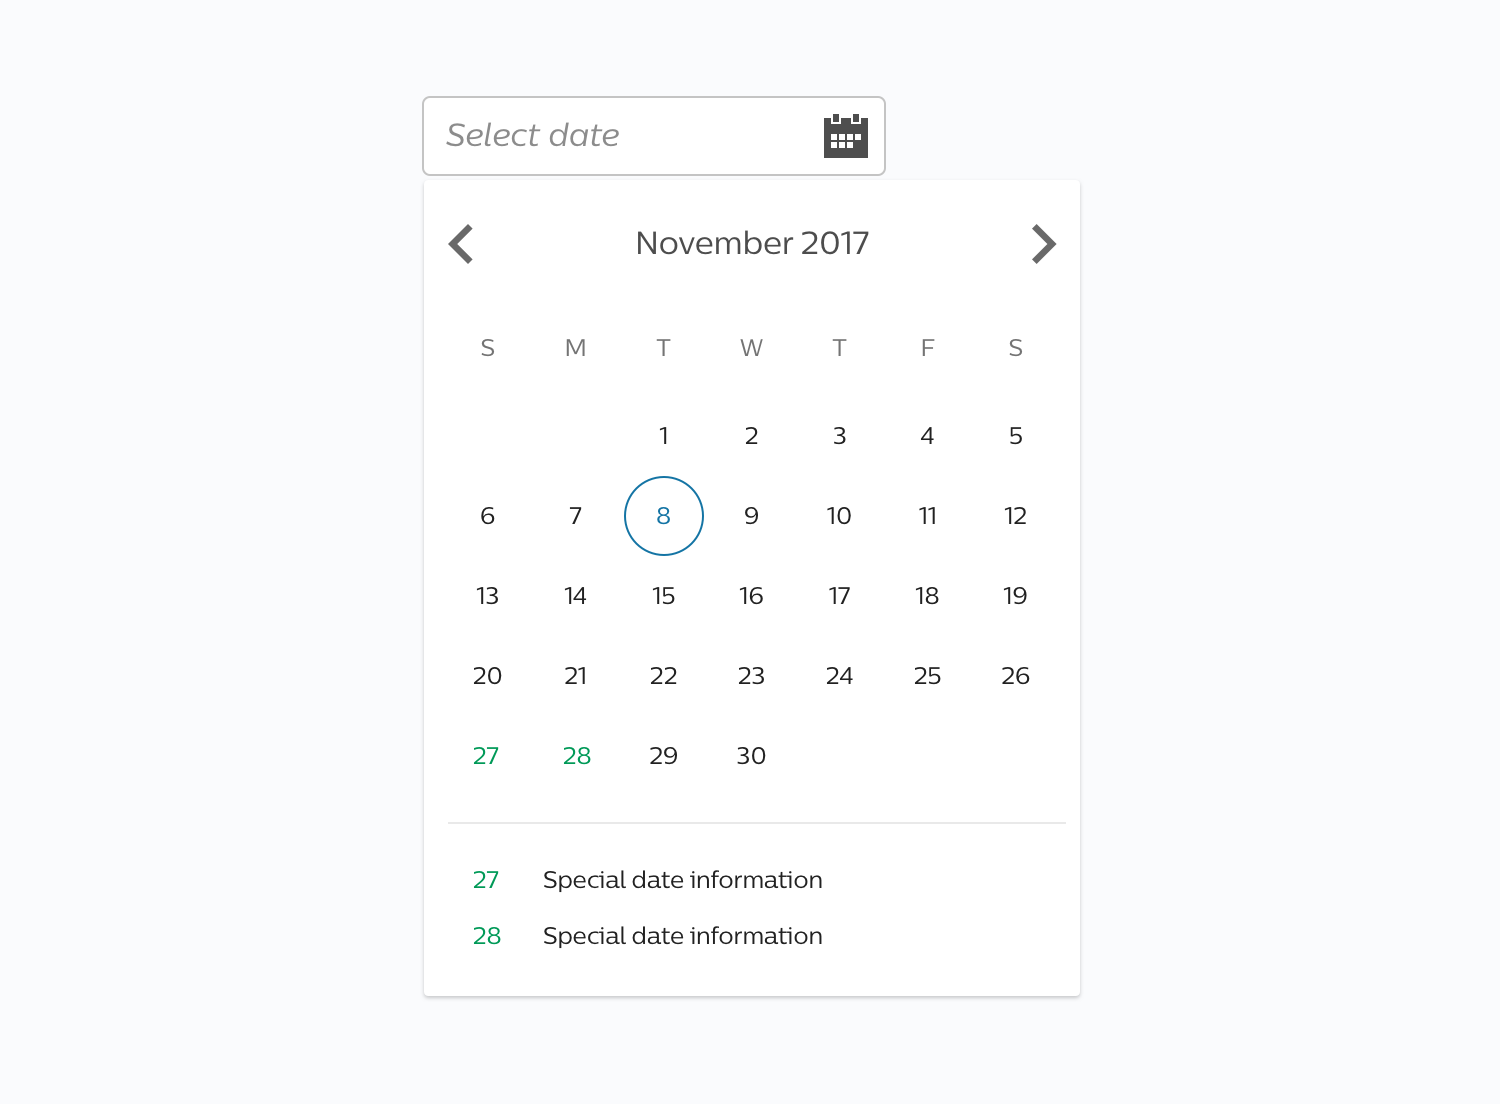 Select date
November 2017
S M T W T F S
1 2 3 4 5
6 7 8 9 10 11 12
13 14 15 16 17 18 19
20 21 22 23 24 25 26
27 28 29 30
27 Special date information
28 Special date information